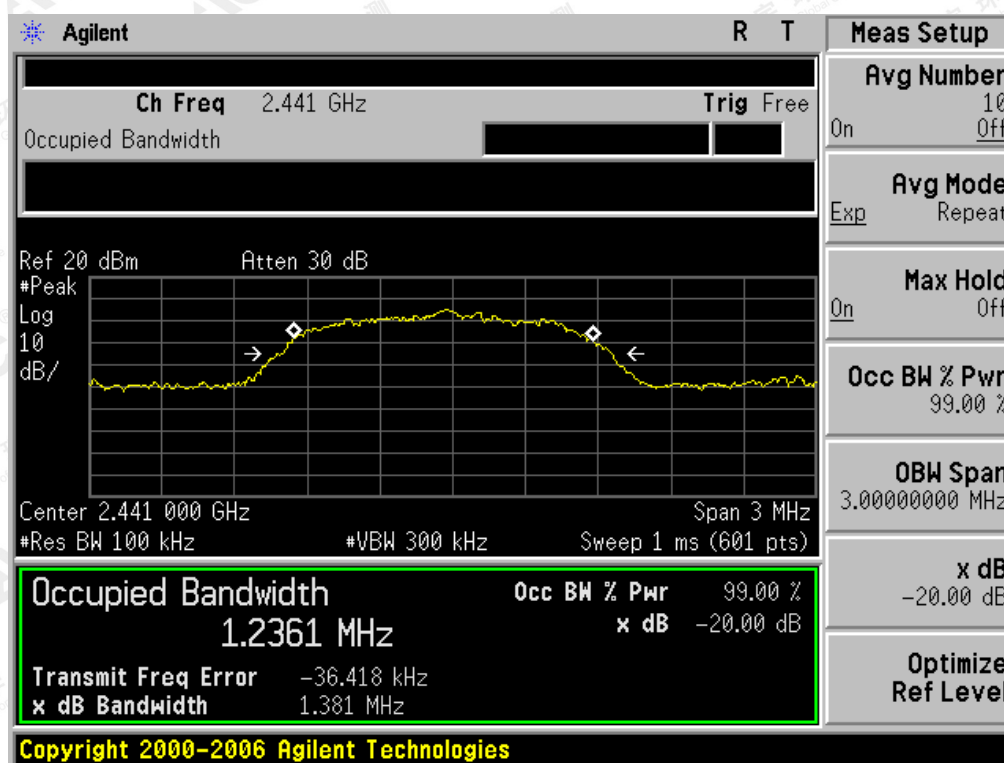 Agilent R T
Ch Freq 2.441 GHz Trig Free
Occupied Bandwidth
Ref 20 dBm Atten 30 dB
#Peak
Log
10
dB/
Center 2.441 000 GHz Span 3 MHz
#Res BW 100 kHz #VBW 300 kHz Sweep 1 ms (601 pts)
Occupied Bandwidth Occ BW % Pwr 99.00 %
1.2361 MHz x dB -20.00 dB
Transmit Freq Error -36.418 kHz
x dB Bandwidth 1.381 MHz
Copyright 2000-2006 Agilent Technologies
Meas Setup
Avg Number
10
On Off
Avg Mode
Exp Repeat
Max Hold
On Off
Occ BW % Pwr
99.00 %
OBW Span
3.00000000 MHz
x dB
-20.00 dB
Optimize
Ref Level